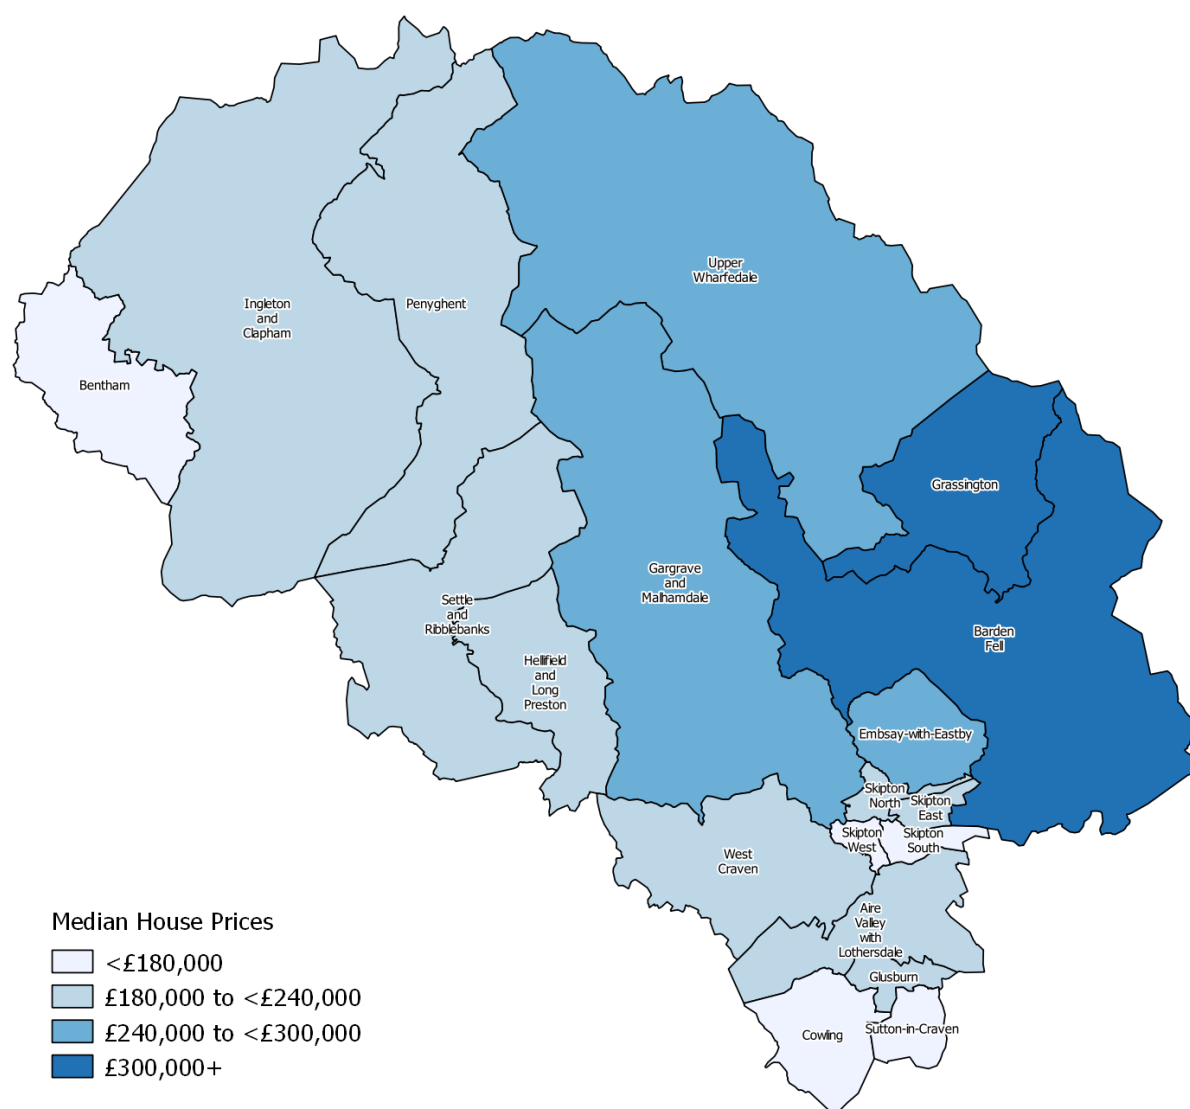 Upper
Wharfedale
Ingleton
and
Clapham
Penyghent
Bentham
Grassington
Gargrave
and
Malhamdale
Settle
and
Ribblebanks
Barden
Fell
Hellifield
and
Long
Preston
Embsay-with-Eastby
Skipton
North
Skipton
East
Skipton
West
Skipton
South
West
Craven
Aire
Valley
with
Lothersdale
Glusburn
Cowling
Sutton-in-Craven
Median House Prices
<£180,000
£180,000 to <£240,000
£240,000 to <£300,000
£300,000+